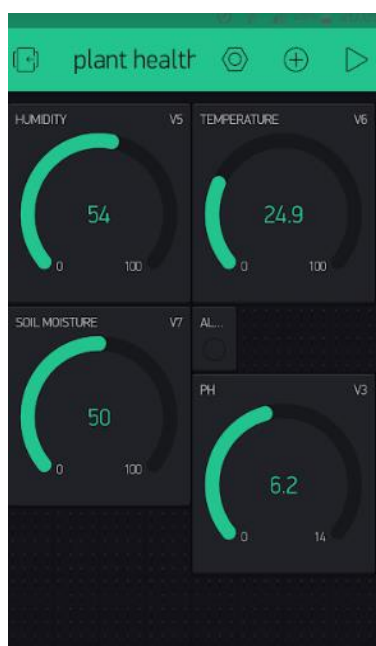 plant health
HUMIDITY V5
54
0 100
TEMPERATURE V6
24.9
0 100
SOIL MOISTURE V7
50
0 100
AL...
PH V3
6.2
0 14